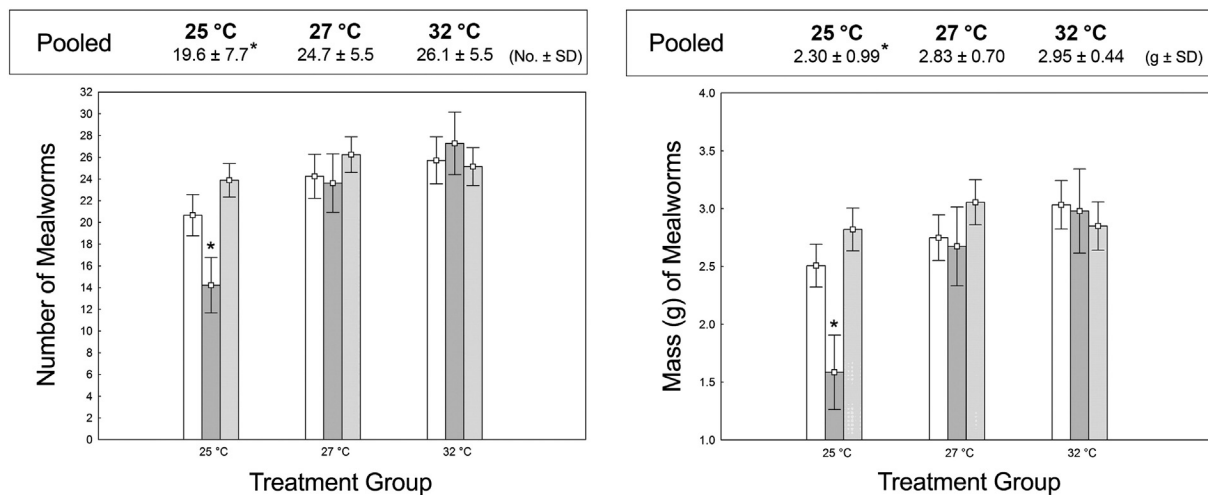 Pooled
25 °C 27 °C 32 °C
19.6 ± 7.7* 24.7 ± 5.5 26.1 ± 5.5 (No. ± SD)
Number of Mealworms
32
30
28
26
24
22
20
18
16
14
12
10
8
6
4
2
0
*
25 °C 27 °C 32 °C
Treatment Group
Pooled
25 °C 27 °C 32 °C
2.30 ± 0.99* 2.83 ± 0.70 2.95 ± 0.44 (g ± SD)
Mass (g) of Mealworms
4.0
3.5
3.0
2.5
2.0
1.5
1.0
*
25 °C 27 °C 32 °C
Treatment Group